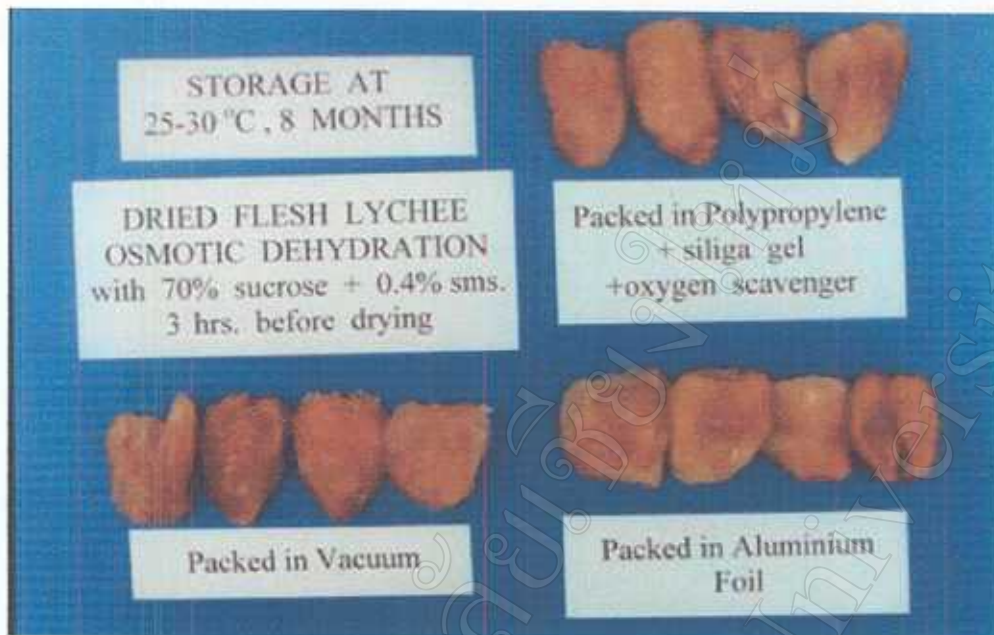 STORAGE AT
25-30 °C , 8 MONTHS
DRIED FLESH LYCHEE
OSMOTIC DEHYDRATION
with 70% sucrose + 0.4% sms.
3 hrs. before drying
Packed in Polypropylene
+ siliga gel
+oxygen scavenger
Packed in Vacuum
Packed in Aluminium
Foil